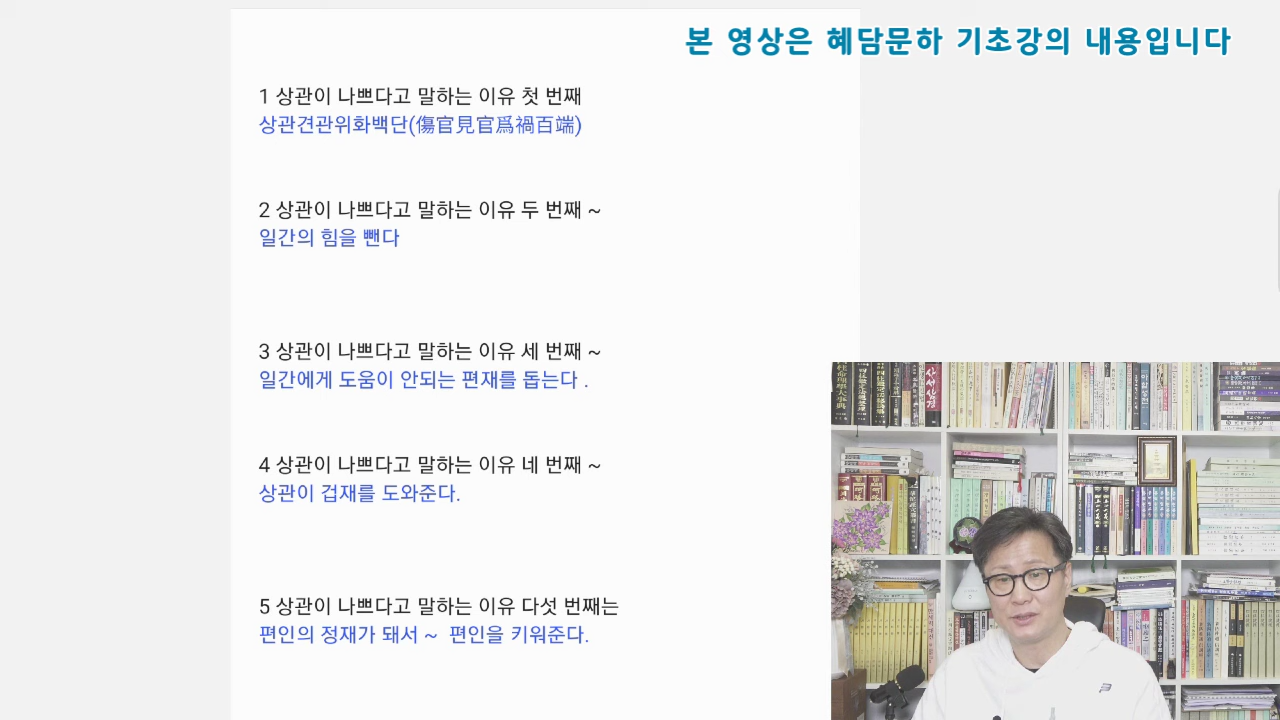 본 영상은 혜담문하 기초강의 내용입니다
1 상관이 나쁘다고 말하는 이유 첫 번째
상관견관위화백단(傷官見官爲禍百端)
2 상관이 나쁘다고 말하는 이유 두 번째 ~
일간의 힘을 뺀다
3 상관이 나쁘다고 말하는 이유 세 번째 ~
일간에게 도움이 안되는 편재를 돕는다 .
4 상관이 나쁘다고 말하는 이유 네 번째 ~
상관이 겁재를 도와준다.
5 상관이 나쁘다고 말하는 이유 다섯 번째는
편인의 정재가 돼서 ~ 편인을 키워준다.
사서삼경